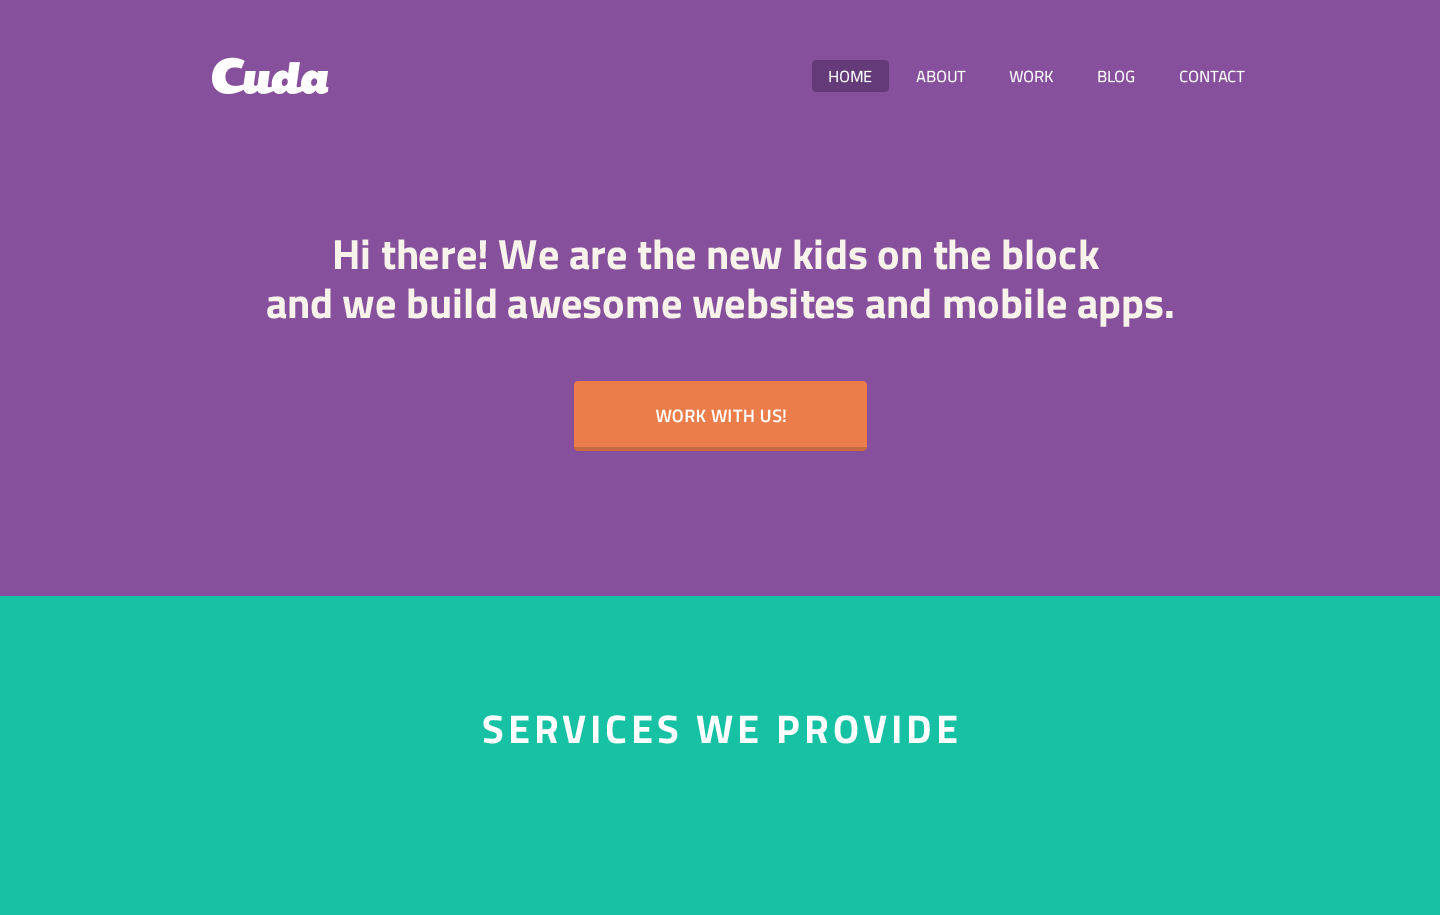 Cuda
HOME ABOUT WORK BLOG CONTACT
Hi there! We are the new kids on the block
and we build awesome websites and mobile apps.
WORK WITH US!
SERVICES WE PROVIDE